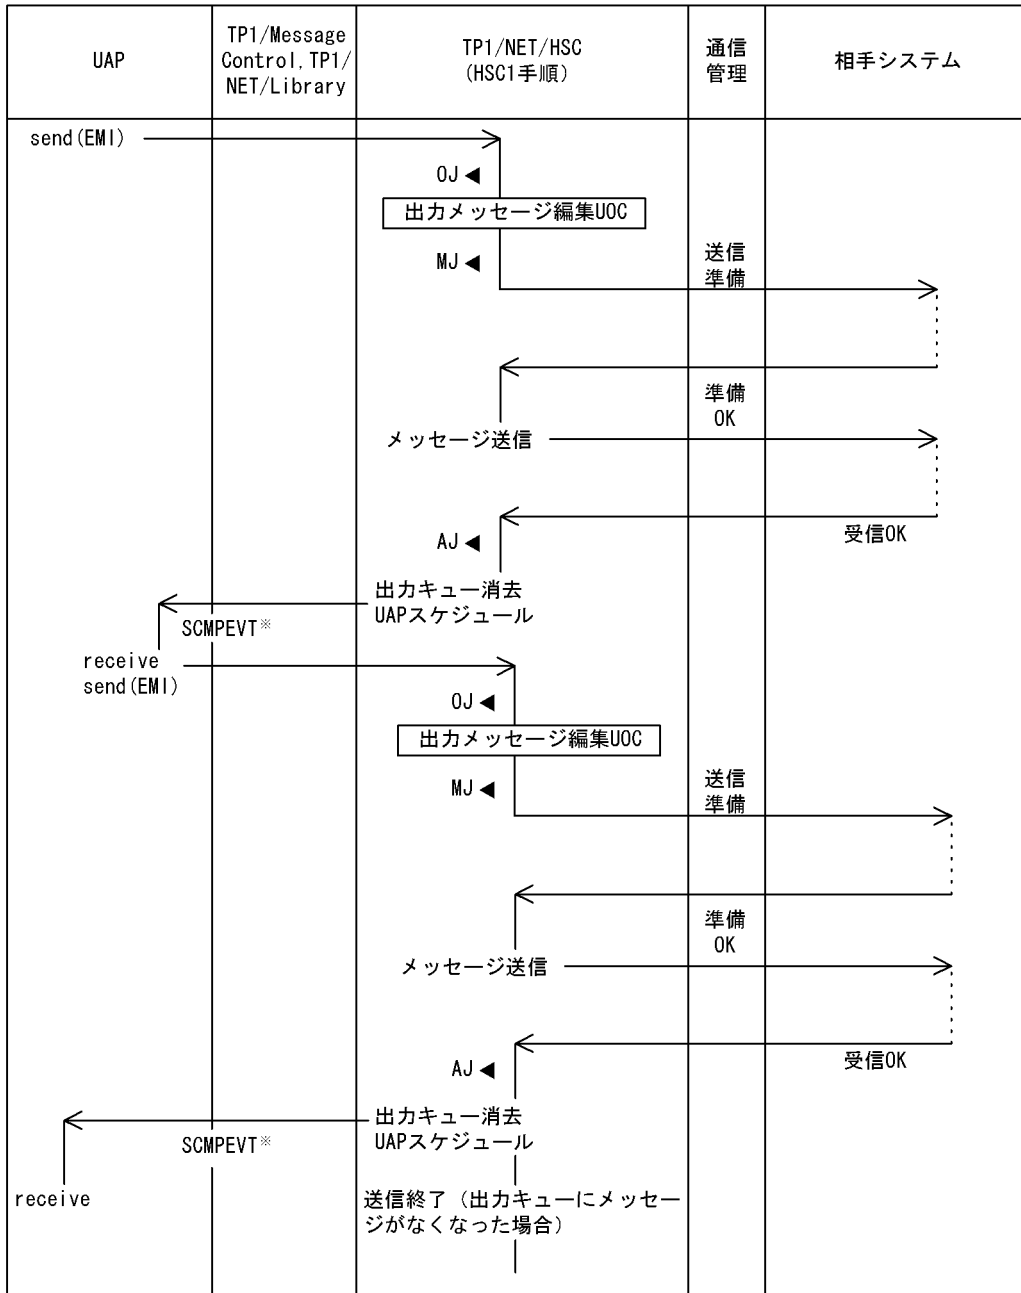 UAP
TP1/Message
Control,TP1/
NET/Library
TP1/NET/HSC
(HSC1手順)
通信
管理
相手システム
send(EMI)
OJ
出力メッセージ編集UOC
MJ
送信
準備
準備
OK
メッセージ送信
受信OK
AJ
出力キュー消去
UAPスケジュール
SCMPEVT※
receive
send(EMI)
OJ
出力メッセージ編集UOC
MJ
送信
準備
準備
OK
メッセージ送信
受信OK
AJ
出力キュー消去
UAPスケジュール
SCMPEVT※
receive
送信終了(出力キューにメッセー
ジがなくなった場合)